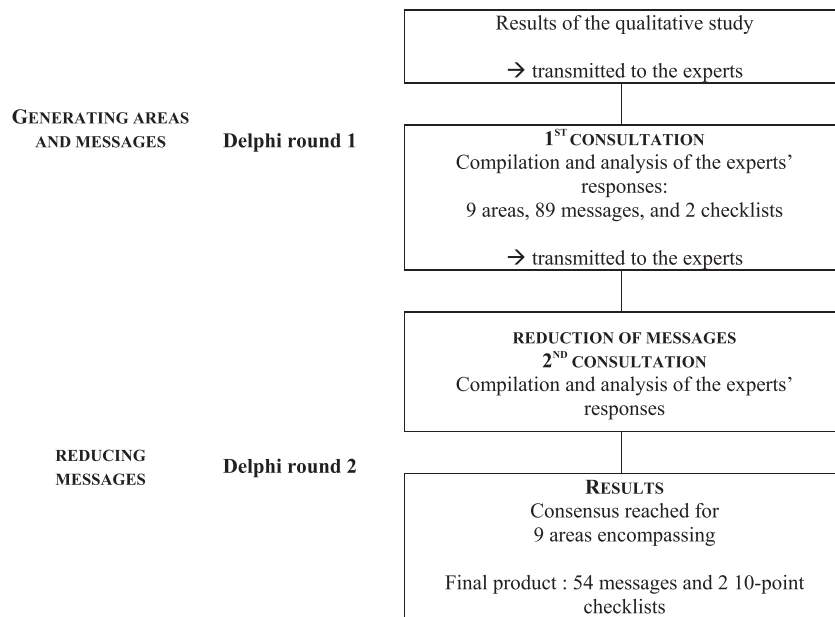 Results of the qualitative study
→ transmitted to the experts
GENERATING AREAS
AND MESSAGES
Delphi round 1
1ST CONSULTATION
Compilation and analysis of the experts’
responses:
9 areas, 89 messages, and 2 checklists
→ transmitted to the experts
REDUCTION OF MESSAGES
2ND CONSULTATION
Compilation and analysis of the experts’
responses
REDUCING
MESSAGES
Delphi round 2
RESULTS
Consensus reached for
9 areas encompassing
Final product : 54 messages and 2 10-point
checklists